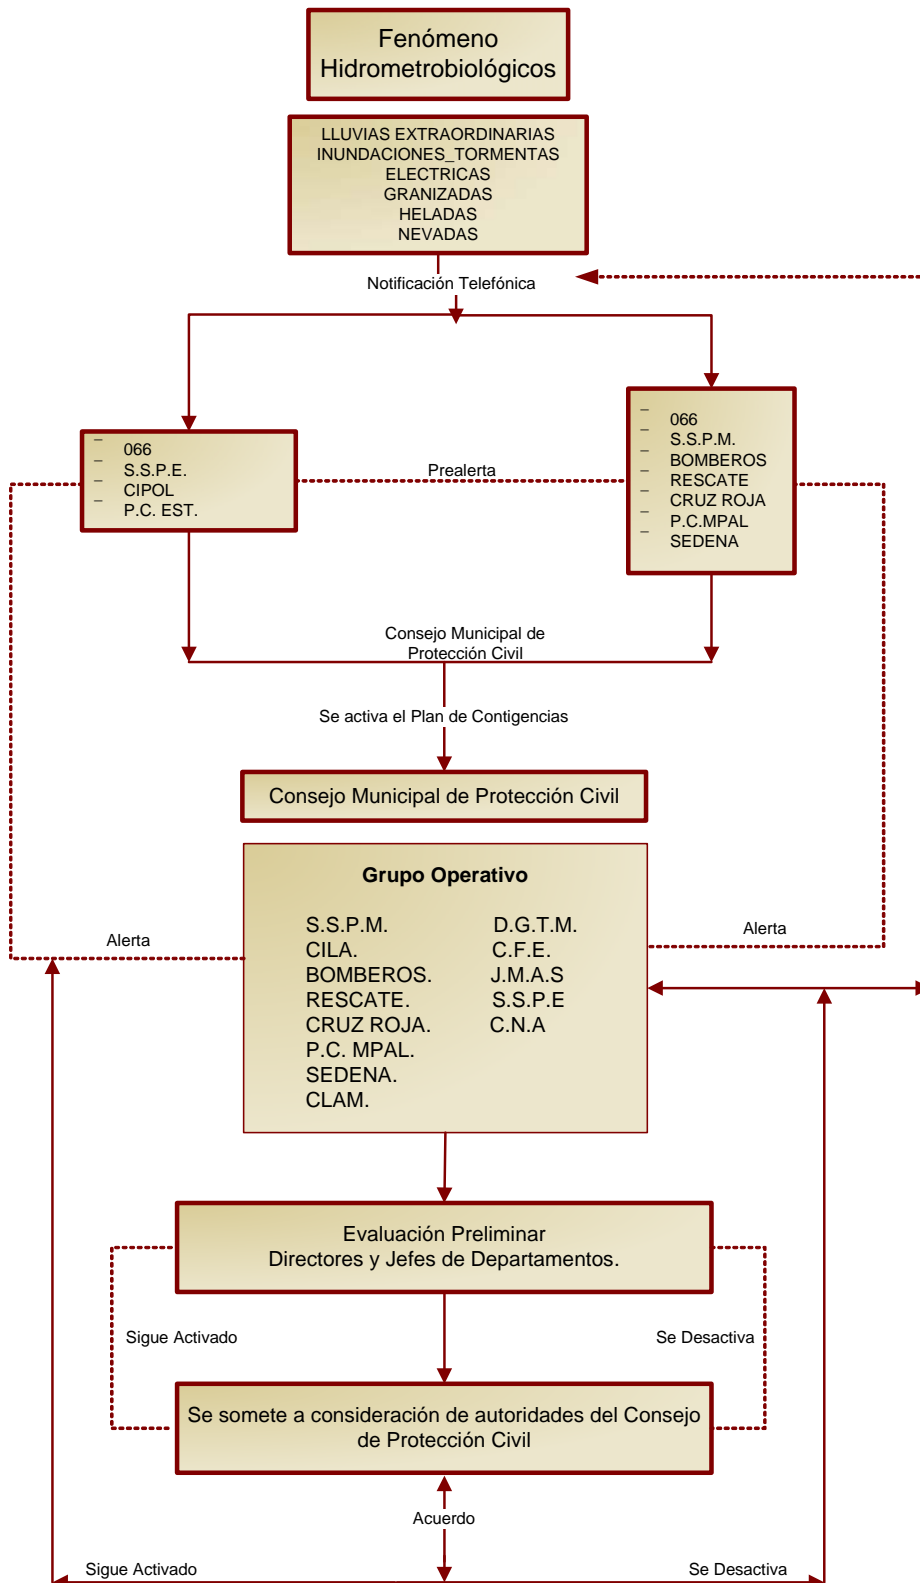 Fenómeno
Hidrometrobiológicos
LLUVIAS EXTRAORDINARIAS
INUNDACIONES_TORMENTAS
ELECTRICAS
GRANIZADAS
HELADAS
NEVADAS
Notificación Telefónica
– 066
– S.S.P.E.
– CIPOL
– P.C. EST.
Prealerta
– 066
– S.S.P.M.
– BOMBEROS
– RESCATE
– CRUZ ROJA
– P.C.MPAL
– SEDENA
Consejo Municipal de
Protección Civil
Se activa el Plan de Contigencias
Consejo Municipal de Protección Civil
Grupo Operativo
S.S.P.M. D.G.T.M.
CILA. C.F.E.
BOMBEROS. J.M.A.S
RESCATE. S.S.P.E
CRUZ ROJA. C.N.A
P.C. MPAL.
SEDENA.
CLAM.
Alerta
Alerta
Evaluación Preliminar
Directores y Jefes de Departamentos.
Sigue Activado
Se Desactiva
Se somete a consideración de autoridades del Consejo
de Protección Civil
Acuerdo
Sigue Activado
Se Desactiva